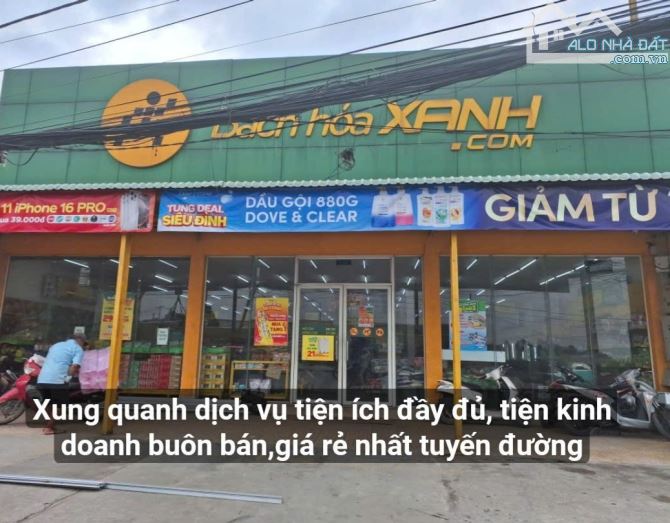 ALO NHÀ ĐẤT
.com.vn
bách hóa XANH
.COM
11 iPhone 16 PRO
39.000đ
TUNG DEAL
SIÊU ĐỈNH
DẦU GỘI 880G
DOVE & CLEAR
GIẢM TỪ
Xung quanh dịch vụ tiện ích đầy đủ, tiện kinh
doanh buôn bán,giá rẻ nhất tuyến đường